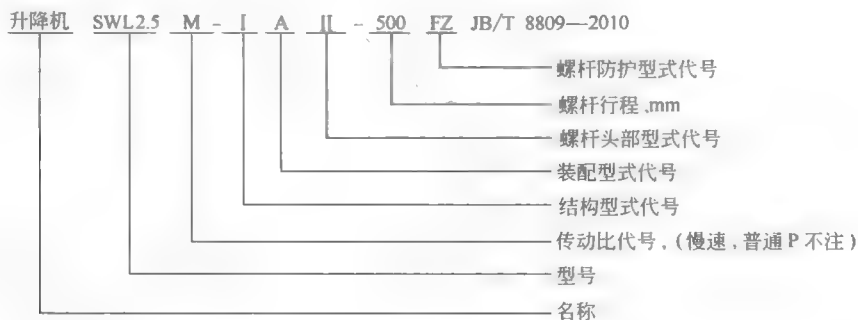 升降机 SWL2.5 M - I A II - 500 FZ JB/T 8809—2010
螺杆防护型式代号
螺杆行程,mm
螺杆头部型式代号
装配型式代号
结构型式代号
传动比代号,(慢速,普通P不注)
型号
名称